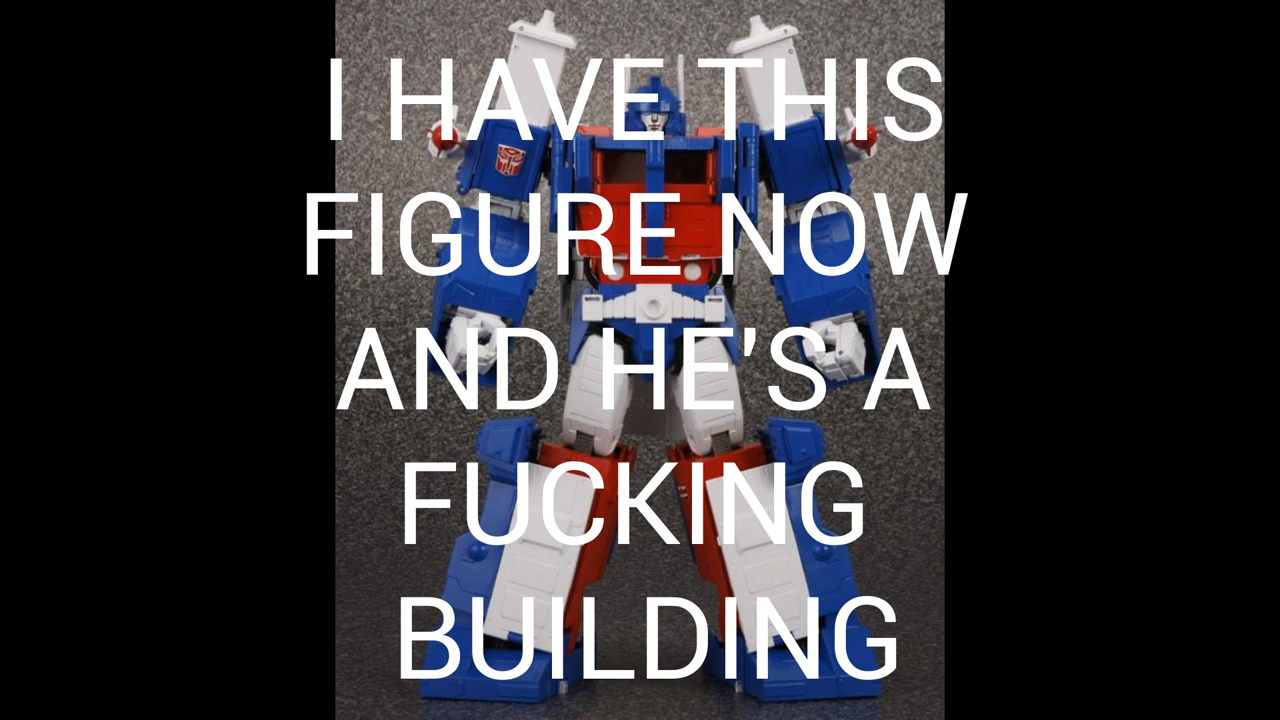 I HAVE THIS
FIGURE NOW
AND HE'S A
FUCKING
BUILDING